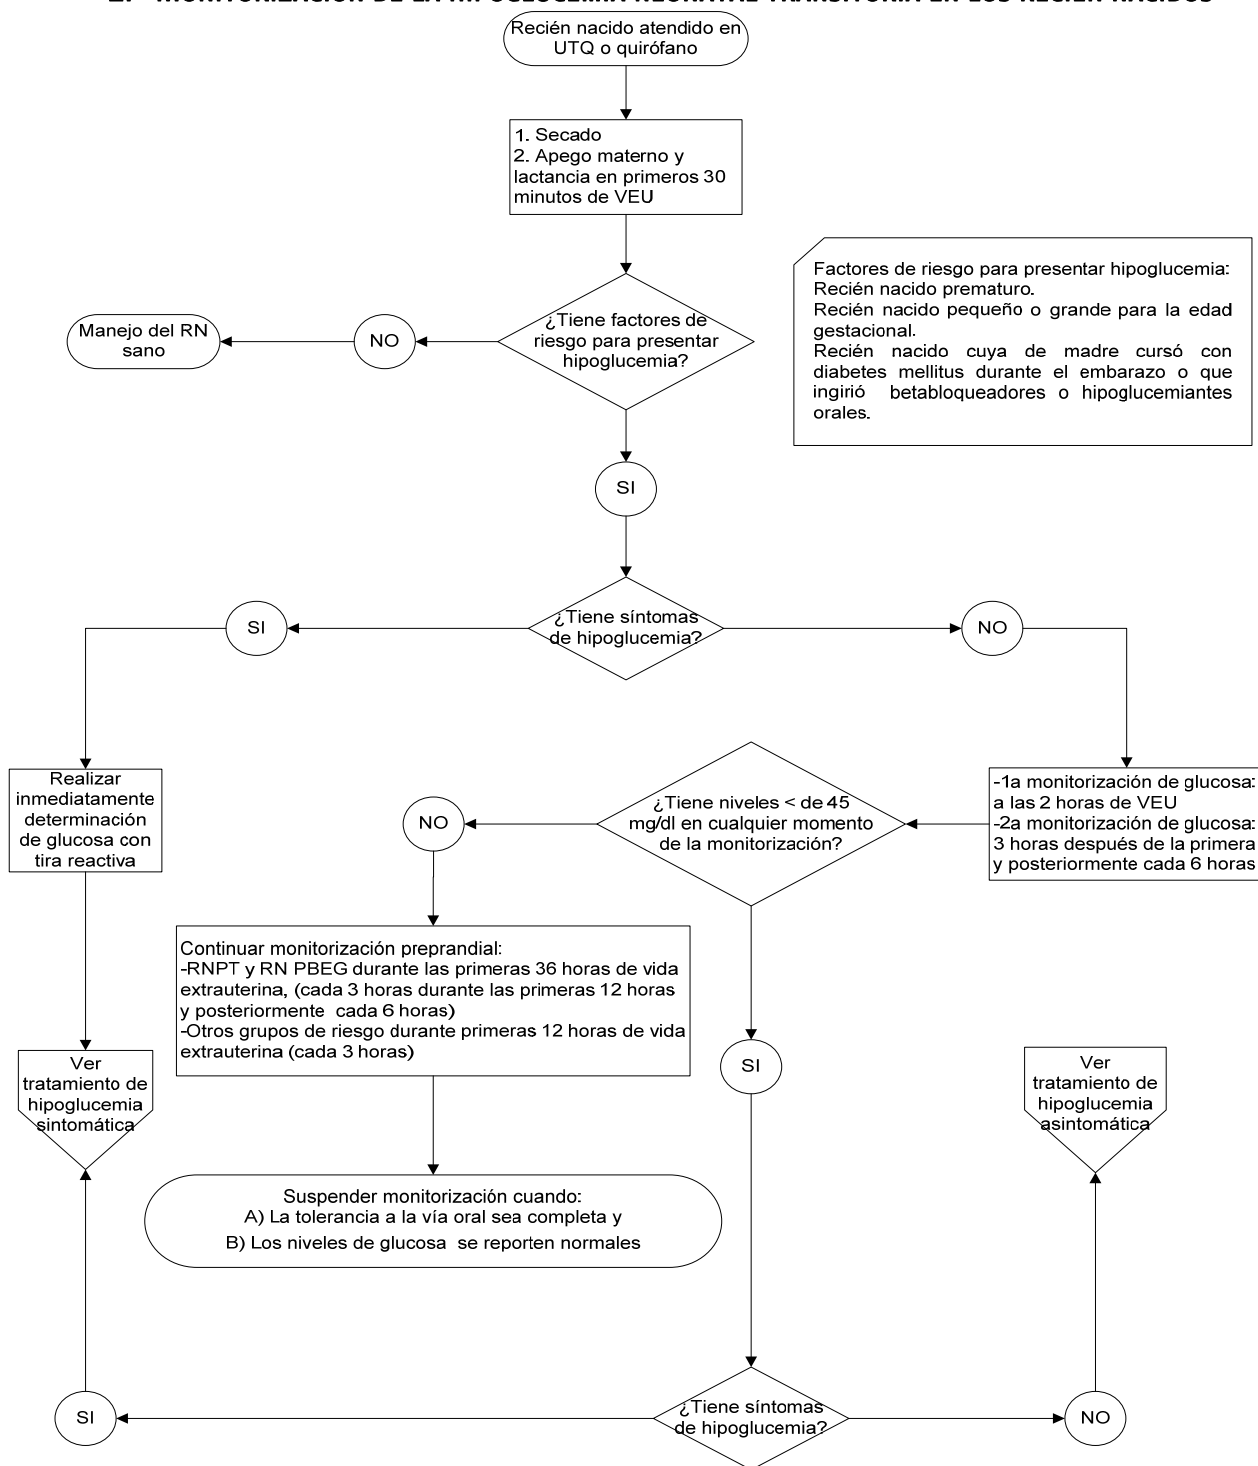 Recién nacido atendido en
UTQ o quirófano
1. Secado
2. Apego materno y
lactancia en primeros 30
minutos de VEU
Factores de riesgo para presentar hipoglucemia:
Recién nacido prematuro.
Recién nacido pequeño o grande para la edad
gestacional.
Recién nacido cuya de madre cursó con
diabetes mellitus durante el embarazo o que
ingirió betabloqueadores o hipoglucemiantes
orales.
¿Tiene factores de
riesgo para presentar
hipoglucemia?
NO
Manejo del RN
sano
SI
¿Tiene síntomas
de hipoglucemia?
SI
NO
Realizar
inmediatamente
determinación
de glucosa con
tira reactiva
-1a monitorización de glucosa:
a las 2 horas de VEU
-2a monitorización de glucosa:
3 horas después de la primera
y posteriormente cada 6 horas
¿Tiene niveles < de 45
mg/dl en cualquier momento
de la monitorización?
NO
Continuar monitorización preprandial:
-RNPT y RN PBEG durante las primeras 36 horas de vida
extrauterina, (cada 3 horas durante las primeras 12 horas
y posteriormente cada 6 horas)
-Otros grupos de riesgo durante primeras 12 horas de vida
extrauterina (cada 3 horas)
SI
Ver
tratamiento de
hipoglucemia
sintomática
Ver
tratamiento de
hipoglucemia
asintomática
Suspender monitorización cuando:
A) La tolerancia a la vía oral sea completa y
B) Los niveles de glucosa se reporten normales
¿Tiene síntomas
de hipoglucemia?
SI
NO